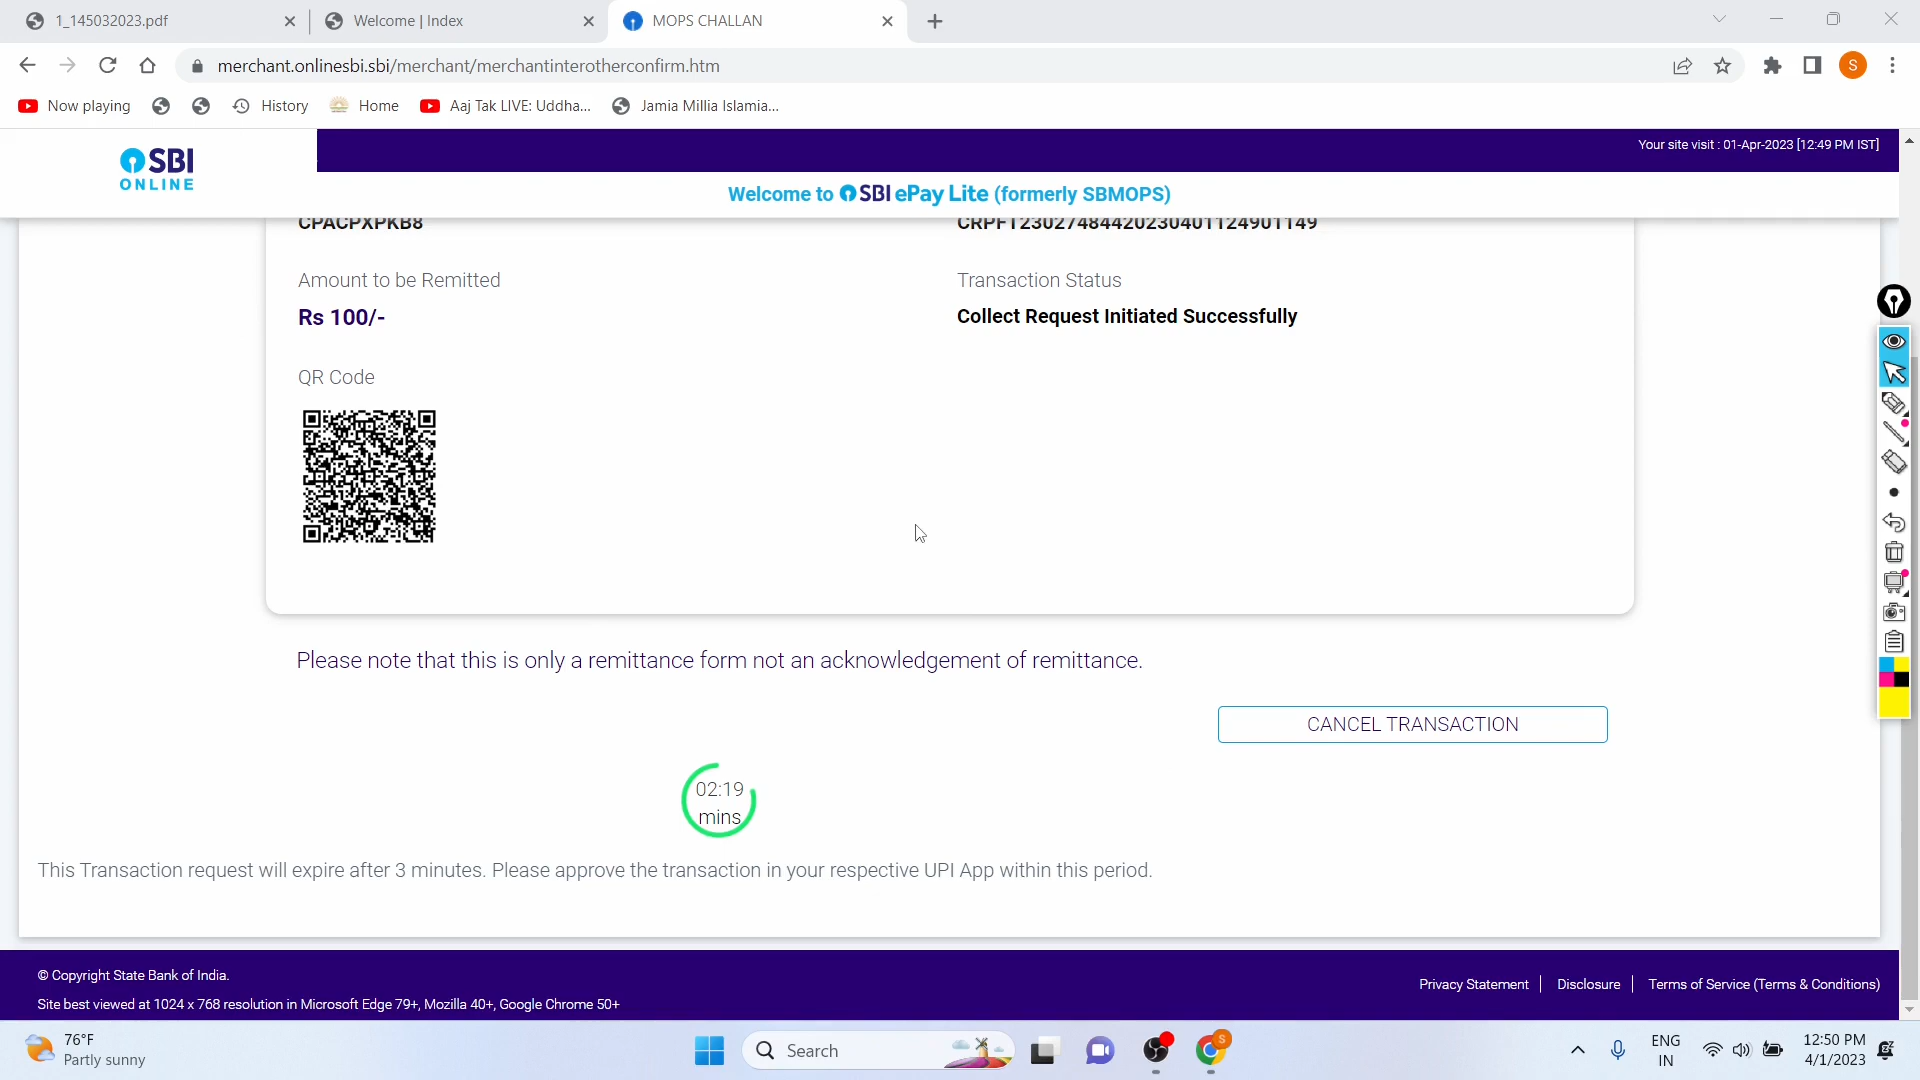 1_145032023.pdf
Welcome | Index
MOPS CHALLAN
merchant.onlinesbi.sbi/merchant/merchantinterotherconfirm.htm
S
Now playing
History
Home
Aaj Tak LIVE: Uddha...
Jamia Millia Islamia...
SBI
ONLINE
Your site visit : 01-Apr-2023 [12:49 PM IST]
Welcome to SBI ePay Lite (formerly SBMOPS)
CPACPXPKB8
CRPFT23027484420230401124901149
Amount to be Remitted
Transaction Status
Rs 100/-
Collect Request Initiated Successfully
QR Code
Please note that this is only a remittance form not an acknowledgement of remittance.
CANCEL TRANSACTION
02:19
mins
This Transaction request will expire after 3 minutes. Please approve the transaction in your respective UPI App within this period.
© Copyright State Bank of India.
Site best viewed at 1024 x 768 resolution in Microsoft Edge 79+, Mozilla 40+, Google Chrome 50+
Privacy Statement
Disclosure
Terms of Service (Terms & Conditions)
76°F
Partly sunny
Search
S
ENG
IN
12:50 PM
4/1/2023